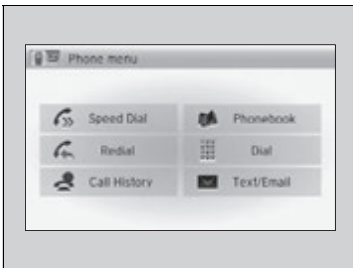 Phone menu
Speed Dial
Phonebook
Redial
Dial
Call History
Text/Email